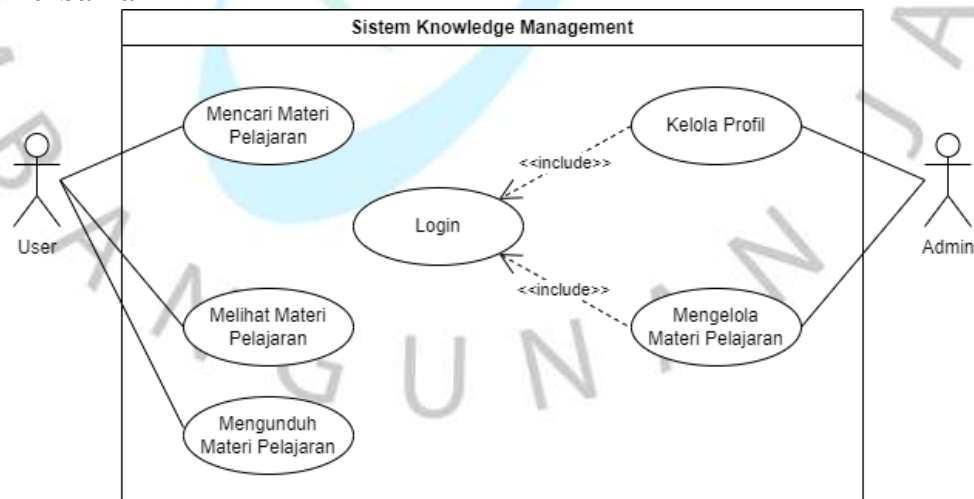 Sistem Knowledge Management
Mencari Materi
Pelajaran
Kelola Profil
<<include>>
Login
User
Admin
<<include>>
Melihat Materi
Pelajaran
Mengelola
Materi Pelajaran
Mengunduh
Materi Pelajaran